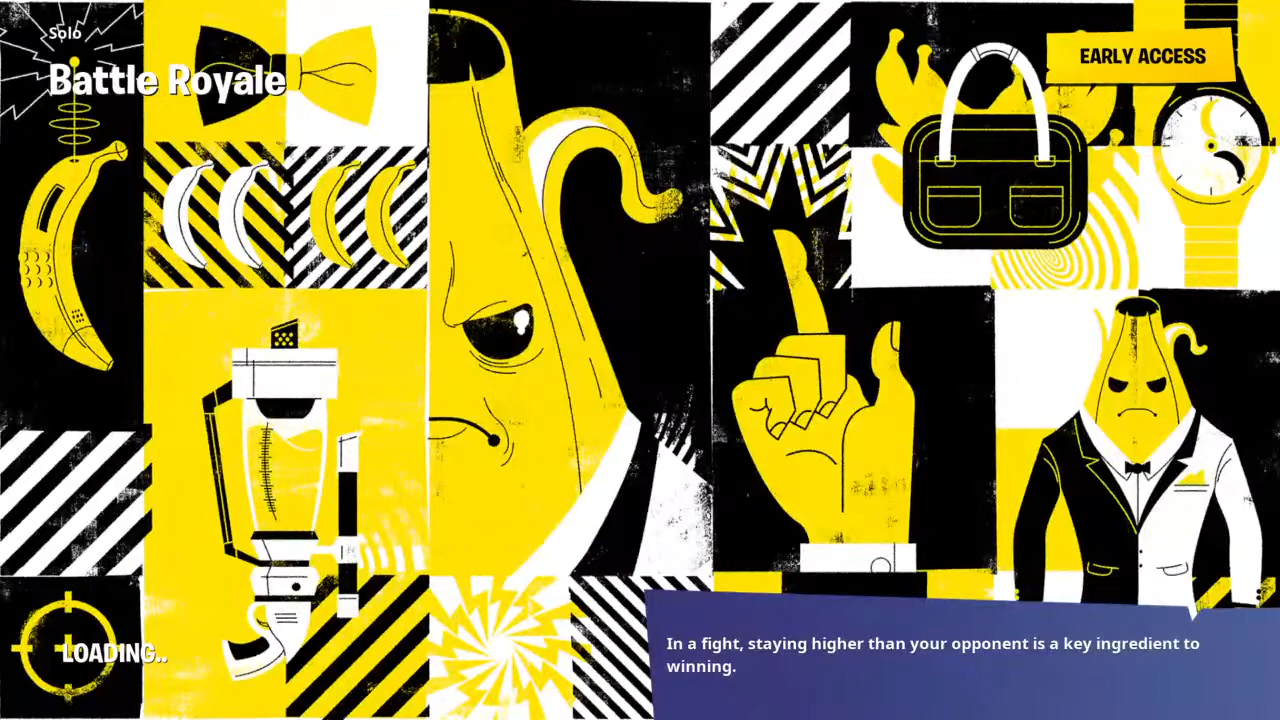 Solo
Battle Royale
EARLY ACCESS
LOADING..
In a fight, staying higher than your opponent is a key ingredient to
winning.